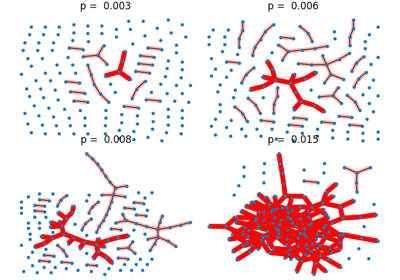 p = 0.003
p = 0.006
p = 0.008
p = 0.015